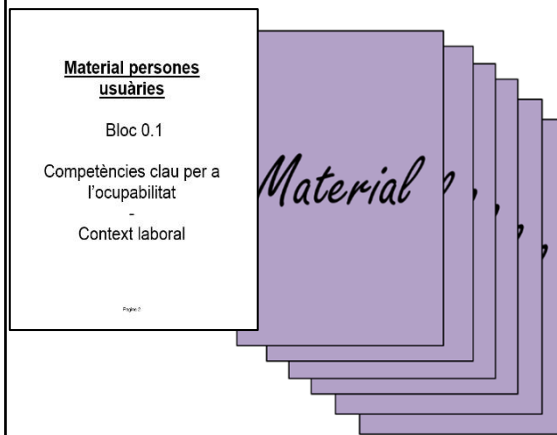 Material persones
usuàries
Bloc 0.1
Competències clau per a
l'ocupabilitat
-
Context laboral
Material